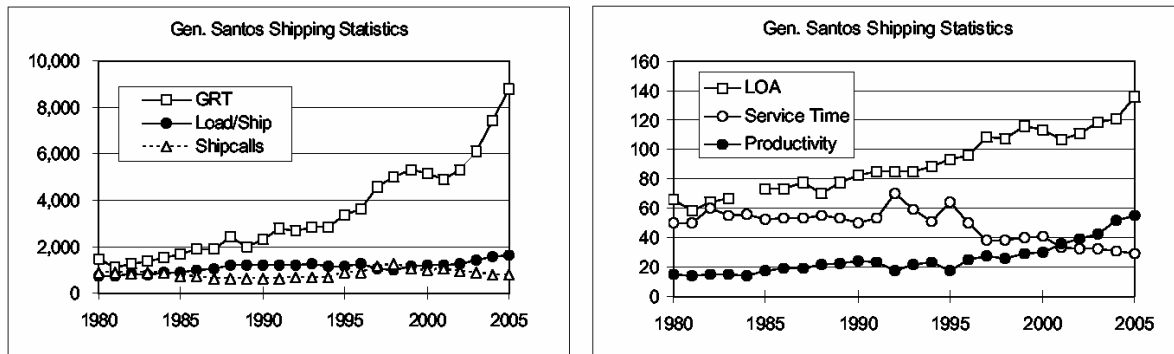 Gen. Santos Shipping Statistics
10,000
8,000
6,000
4,000
2,000
0
GRT
Load/Ship
Shipcalls
1980 1985 1990 1995 2000 2005
Gen. Santos Shipping Statistics
160
140
120
100
80
60
40
20
0
LOA
Service Time
Productivity
1980 1985 1990 1995 2000 2005